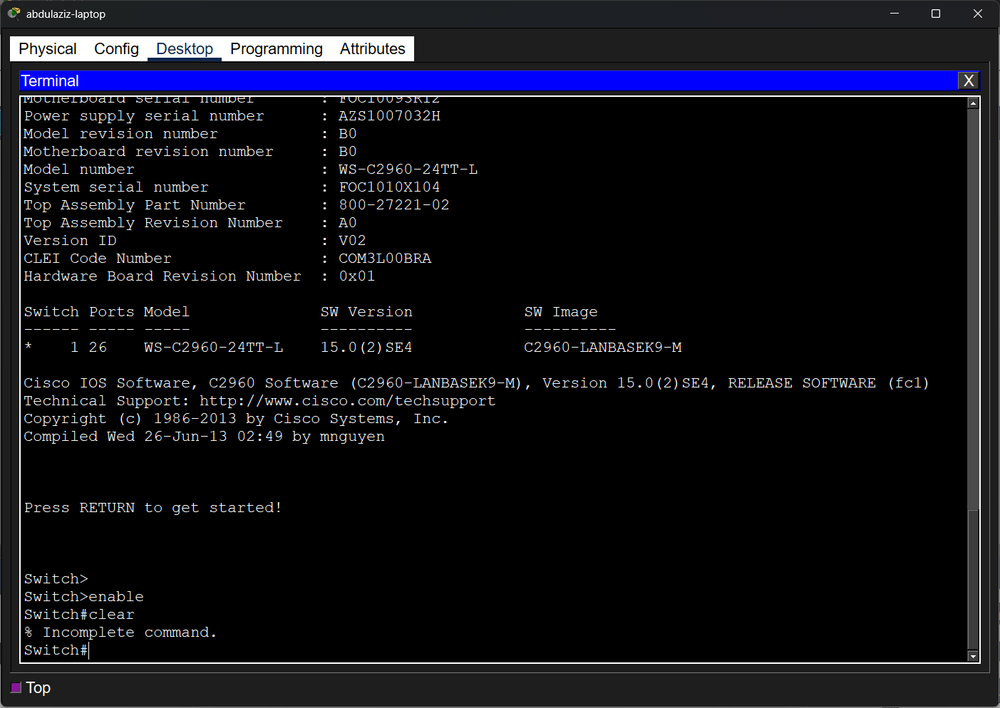 abdulaziz-laptop
Physical Config Desktop Programming Attributes
Terminal X
Motherboard serial number : FOC10093R12
Power supply serial number : AZS1007032H
Model revision number : B0
Motherboard revision number : B0
Model number : WS-C2960-24TT-L
System serial number : FOC1010X104
Top Assembly Part Number : 800-27221-02
Top Assembly Revision Number : A0
Version ID : V02
CLEI Code Number : COM3L00BRA
Hardware Board Revision Number : 0x01
Switch Ports Model SW Version SW Image
------ ----- ----- ---------- ----------
* 1 26 WS-C2960-24TT-L 15.0(2)SE4 C2960-LANBASEK9-M
Cisco IOS Software, C2960 Software (C2960-LANBASEK9-M), Version 15.0(2)SE4, RELEASE SOFTWARE (fc1)
Technical Support: http://www.cisco.com/techsupport
Copyright (c) 1986-2013 by Cisco Systems, Inc.
Compiled Wed 26-Jun-13 02:49 by mnguyen
Press RETURN to get started!
Switch>
Switch>enable
Switch#clear
% Incomplete command.
Switch#
Top